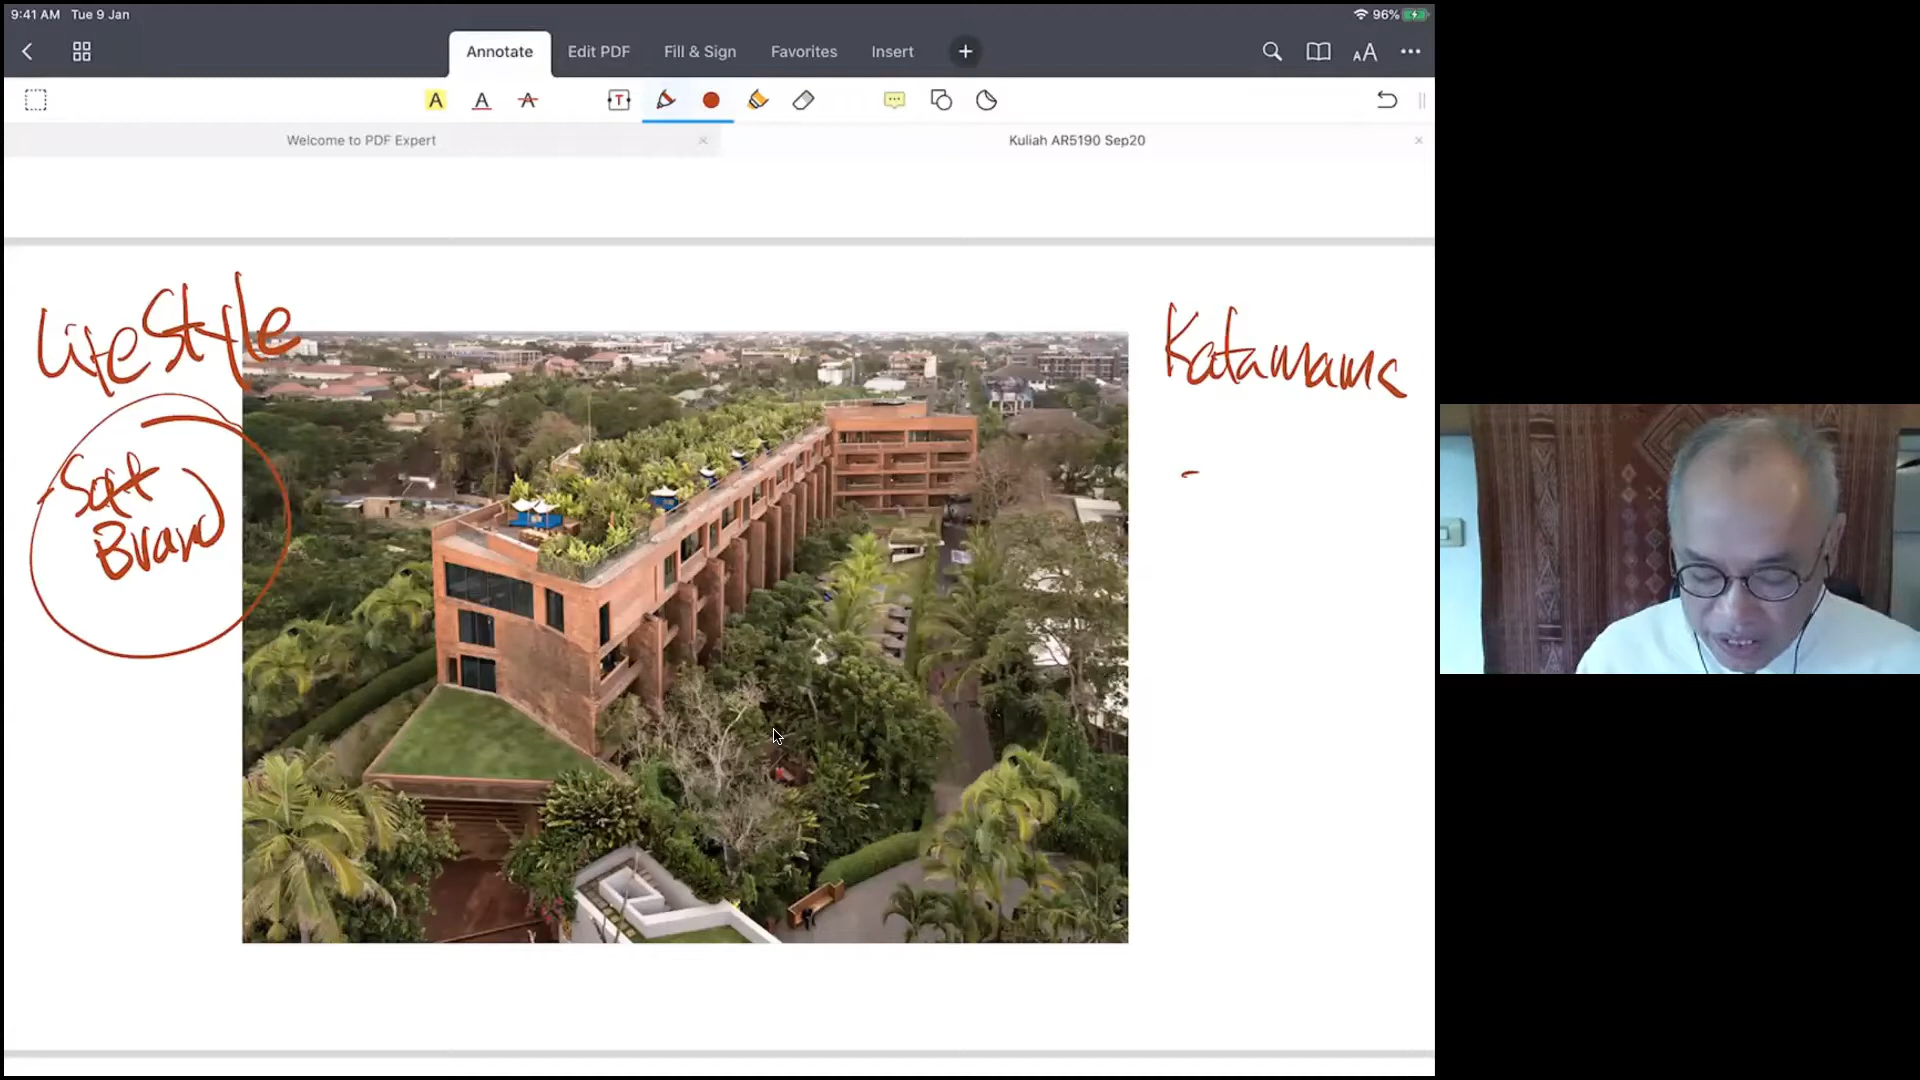 9:41 AM Tue 9 Jan
96%
Annotate Edit PDF Fill & Sign Favorites Insert
AA
A A A T
Welcome to PDF Expert
Kuliah AR5190 Sep20
LifeStyle
Katamama
- Soft
Brand
-